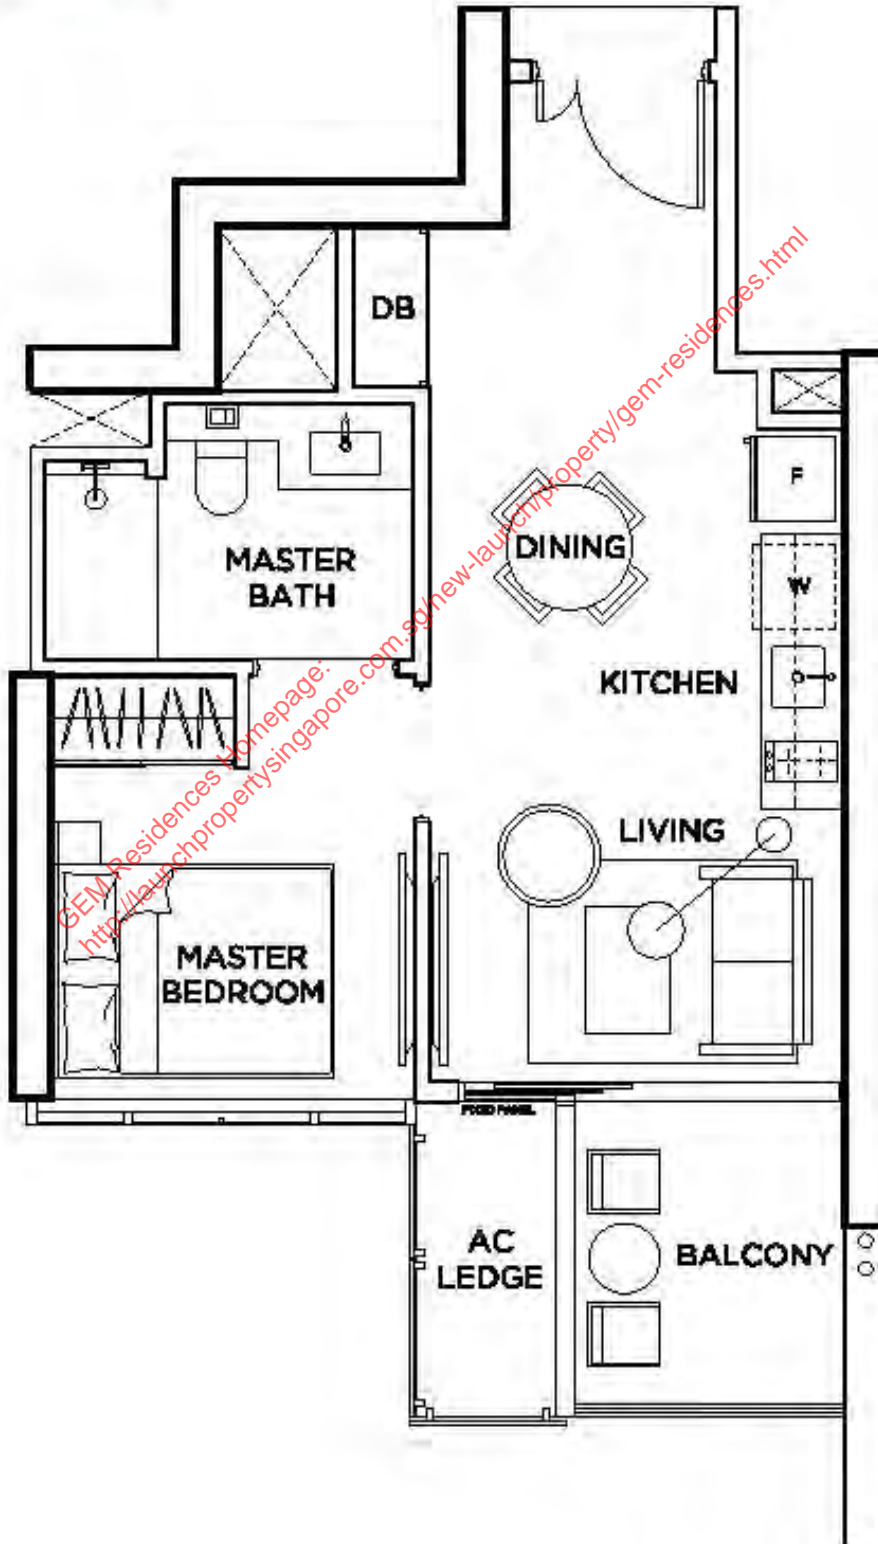 DB
F
DINING
MASTER
BATH
W
KITCHEN
LIVING
MASTER
BEDROOM
FIXED PANEL
AC
LEDGE
BALCONY
GEM Residences Homepage:
http://launchpropertysingapore.com.sg/new-launch/property/gem-residences.html